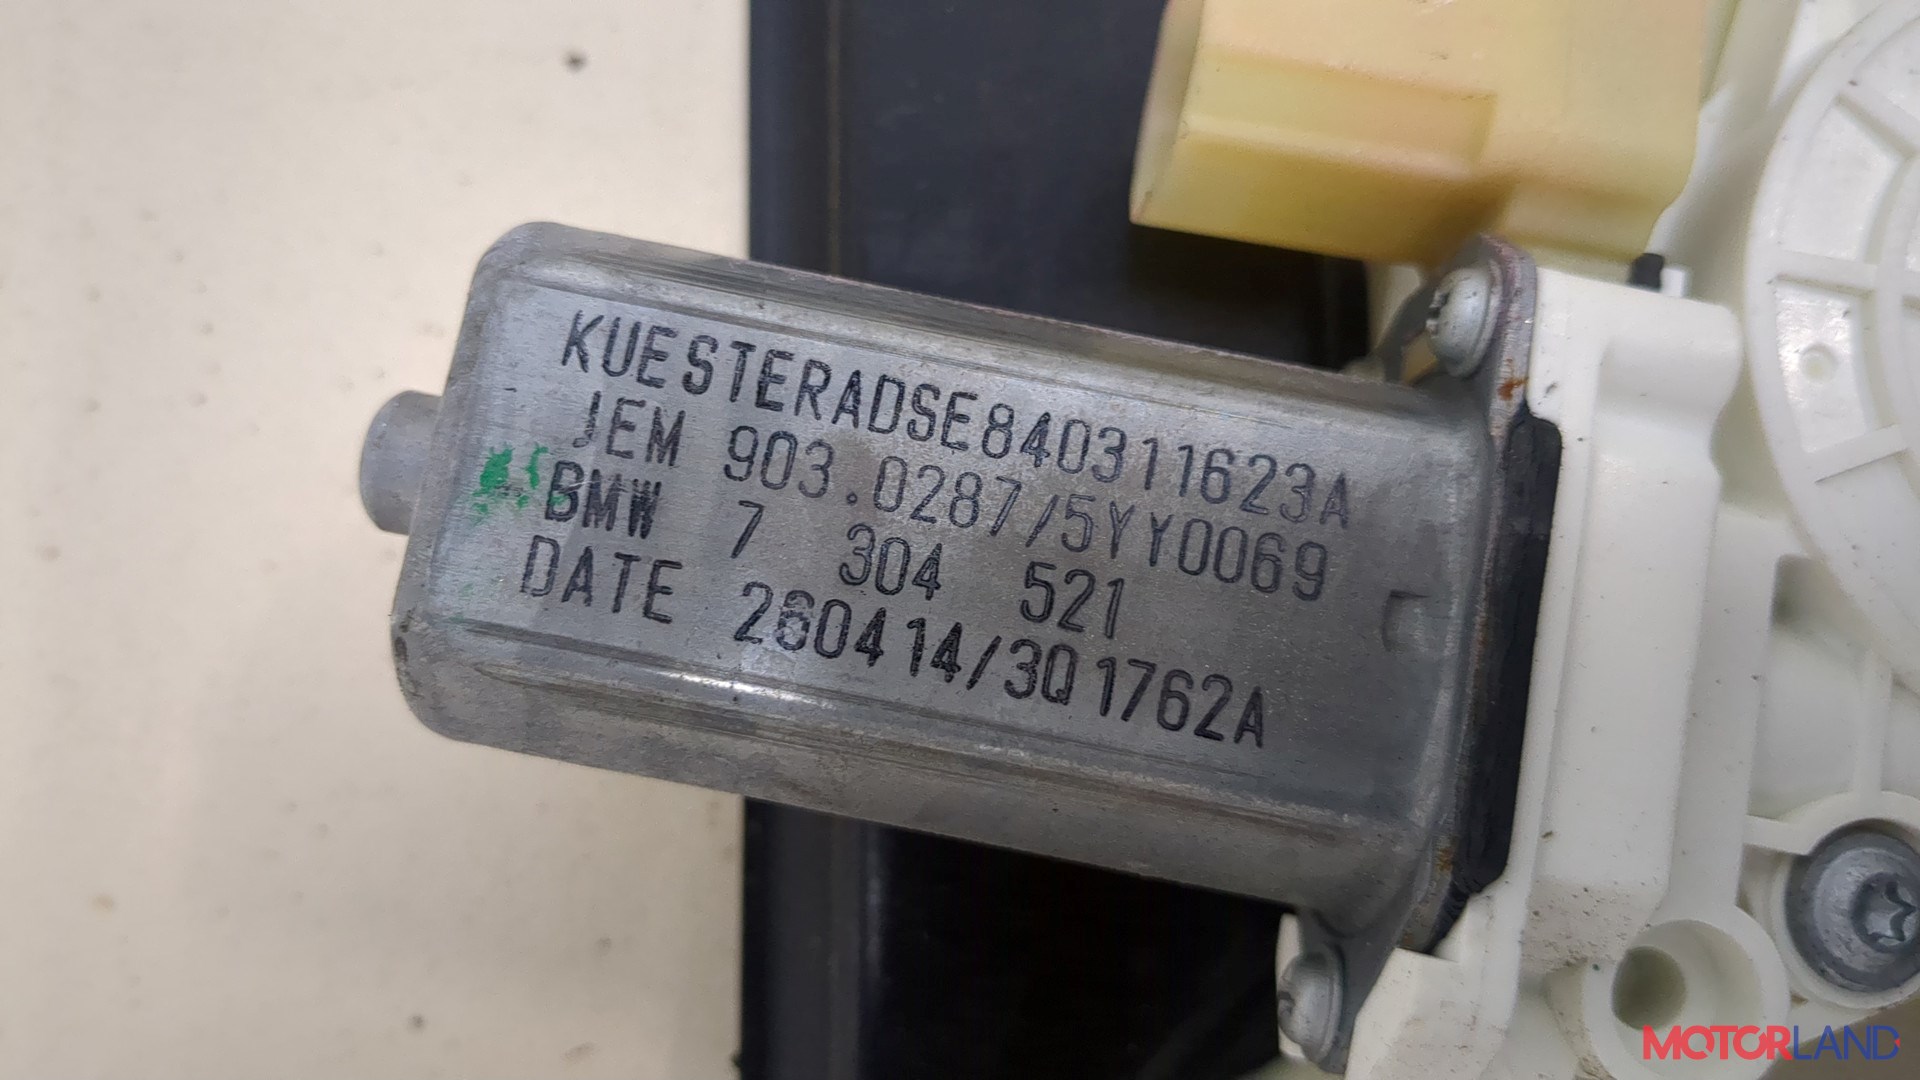 KUESTERADSE840311623A
JEM 903.0287/5YY0069
BMW 7 304 521
DATE 260414/3Q1762A
MOTORLAND